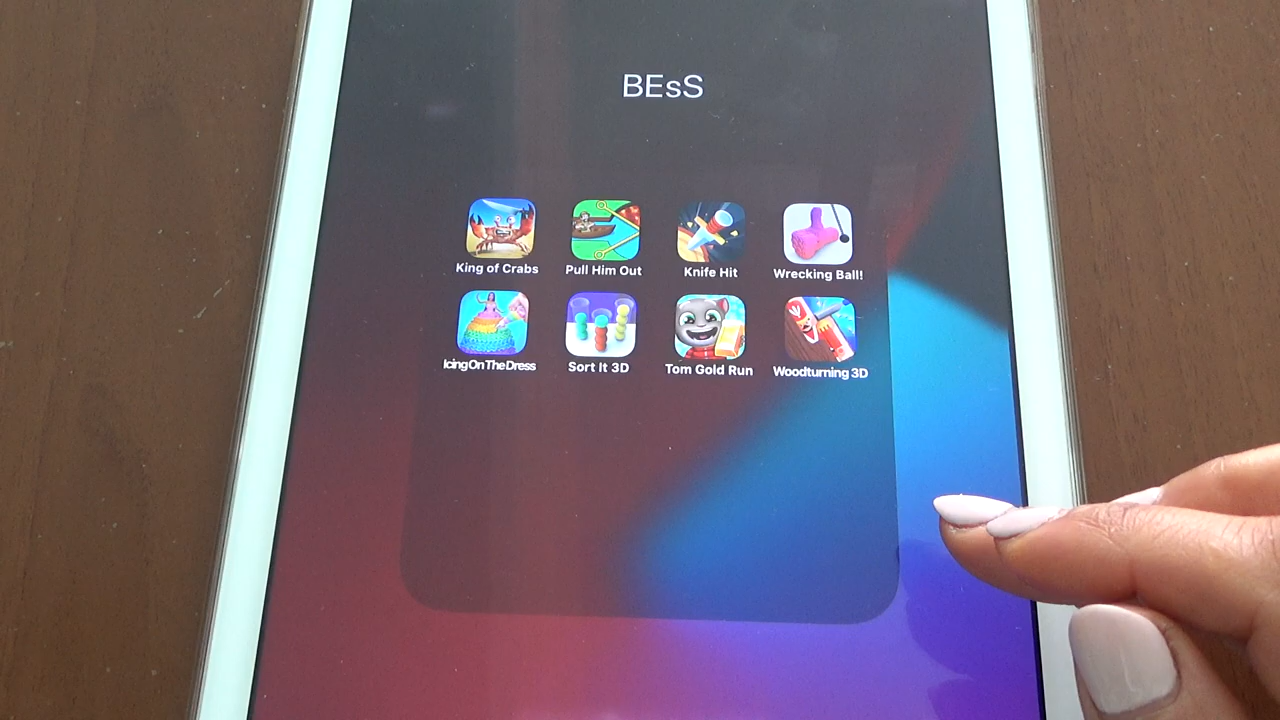 BEsS
King of Crabs
Pull Him Out
Knife Hit
Wrecking Ball!
IcingOnTheDress
Sort It 3D
Tom Gold Run
Woodturning 3D